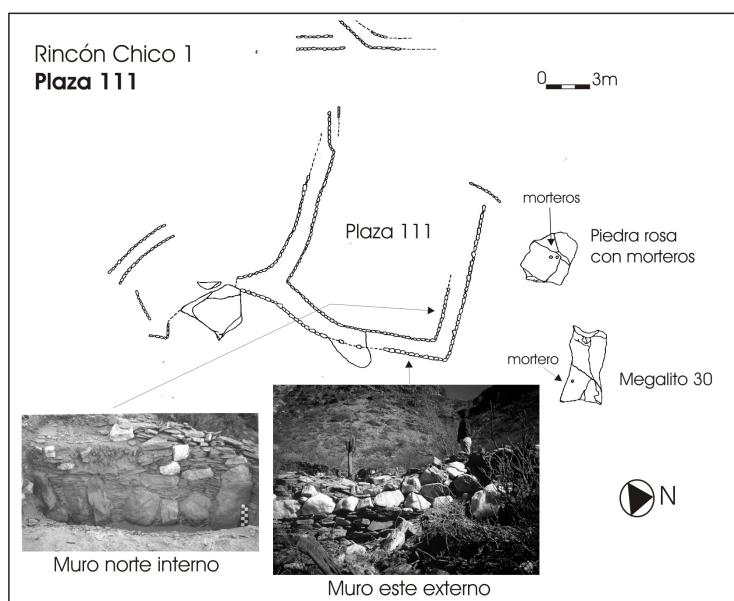 Rincón Chico 1
Plaza 111
0 3m
morteros
Plaza 111
Piedra rosa
con morteros
mortero
Megalito 30
N
Muro norte interno
Muro este externo